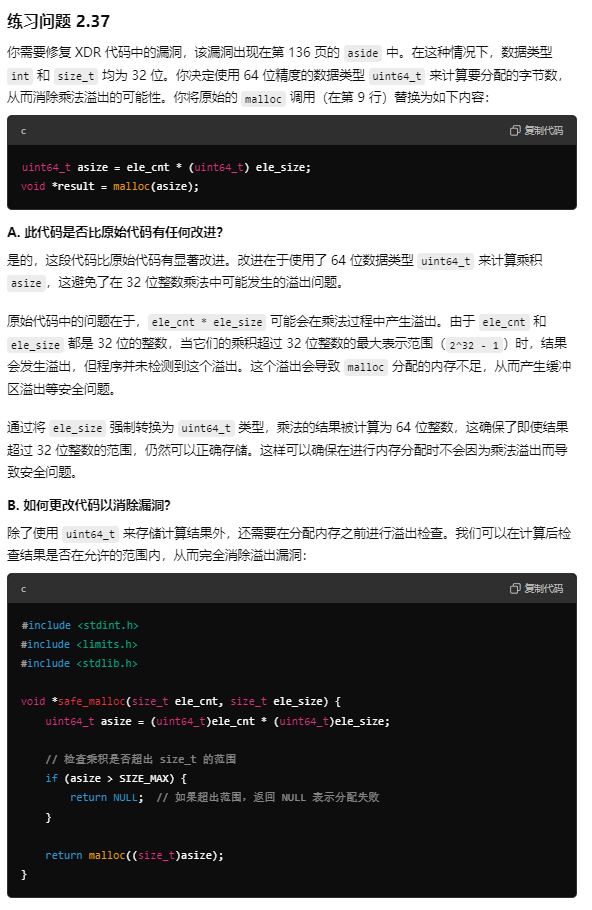 练习问题 2.37
你需要修复 XDR 代码中的漏洞，该漏洞出现在第 136 页的 aside 中。在这种情况下，数据类型
int 和 size_t 均为 32 位。你决定使用 64 位精度的数据类型 uint64_t 来计算要分配的字节数，
从而消除乘法溢出的可能性。你将原始的 malloc 调用（在第 9 行）替换为如下内容：
c 复制代码
uint64_t asize = ele_cnt * (uint64_t) ele_size;
void *result = malloc(asize);
A. 此代码是否比原始代码有任何改进？
是的，这段代码比原始代码有显著改进。改进在于使用了 64 位数据类型 uint64_t 来计算乘积
asize，这避免了在 32 位整数乘法中可能发生的溢出问题。
原始代码中的问题在于，ele_cnt * ele_size 可能会在乘法过程中产生溢出。由于 ele_cnt 和
ele_size 都是 32 位的整数，当它们的乘积超过 32 位整数的最大表示范围（2^32 - 1）时，结果
会发生溢出，但程序并未检测到这个溢出。这个溢出会导致 malloc 分配的内存不足，从而产生缓冲
区溢出等安全问题。
通过将 ele_size 强制转换为 uint64_t 类型，乘法的结果被计算为 64 位整数，这确保了即使结果
超过 32 位整数的范围，仍然可以正确存储。这样可以确保在进行内存分配时不会因为乘法溢出而导
致安全问题。
B. 如何更改代码以消除漏洞？
除了使用 uint64_t 来存储计算结果外，还需要在分配内存之前进行溢出检查。我们可以在计算后检
查结果是否在允许的范围内，从而完全消除溢出漏洞：
c 复制代码
#include <stdint.h>
#include <limits.h>
#include <stdlib.h>
void *safe_malloc(size_t ele_cnt, size_t ele_size) {
uint64_t asize = (uint64_t)ele_cnt * (uint64_t)ele_size;
// 检查乘积是否超出 size_t 的范围
if (asize > SIZE_MAX) {
return NULL; // 如果超出范围，返回 NULL 表示分配失败
}
return malloc((size_t)asize);
}